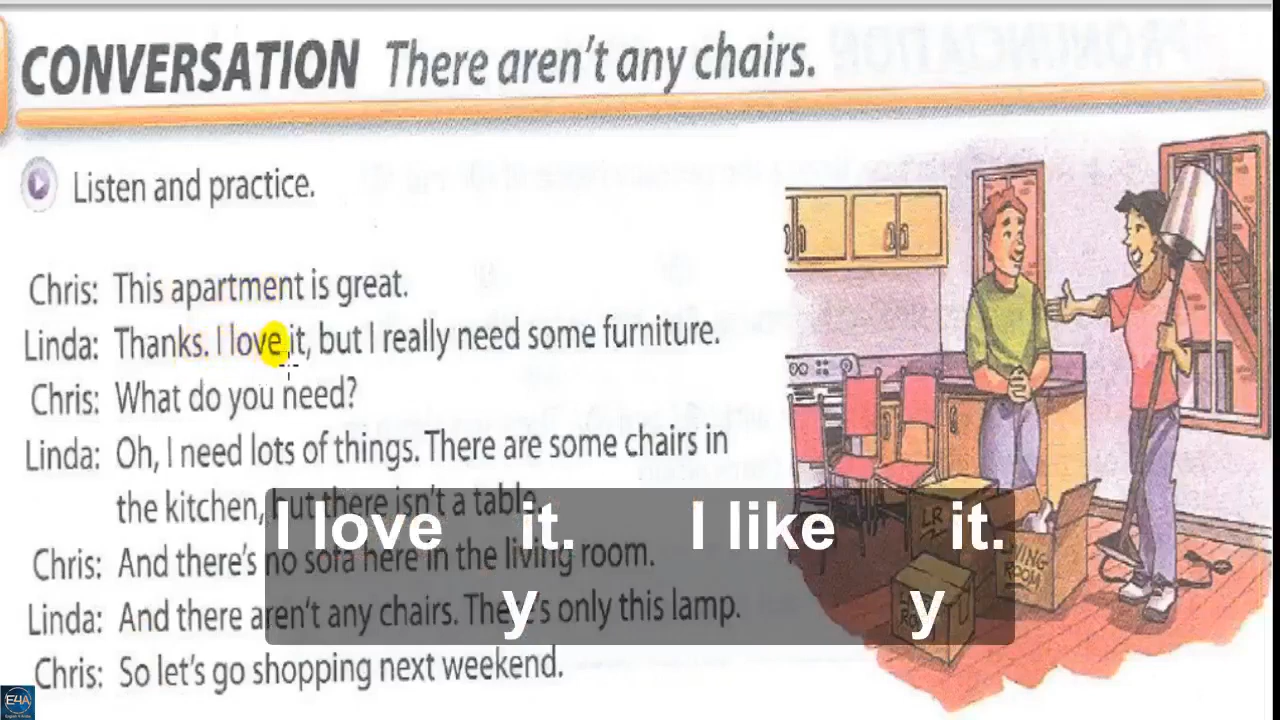 CONVERSATION There aren't any chairs.
Listen and practice.
Chris: This apartment is great.
Linda: Thanks. I love it, but I really need some furniture.
Chris: What do you need?
Linda: Oh, I need lots of things. There are some chairs in
the kitchen, but there isn't a table.
Chris: And there's no sofa here in the living room.
Linda: And there aren't any chairs. There's only this lamp.
Chris: So let's go shopping next weekend.
I love it, I like it.
y y
LR
ROOM
E4A